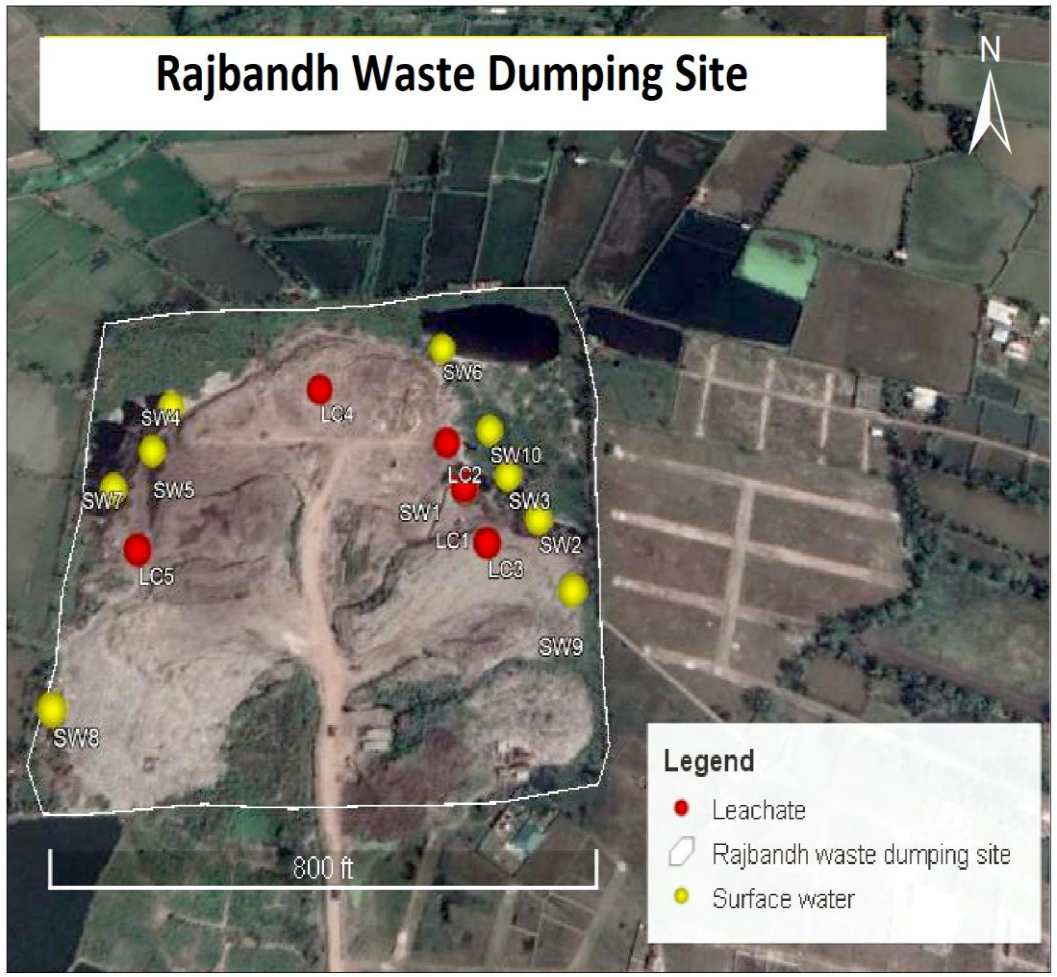 Rajbandh Waste Dumping Site
N
SW6
LC4
SW4
SW10
LC2
SW5
SW7
SW3
SW1
LC1
SW2
LC3
LC5
SW9
SW8
Legend
Leachate
Rajbandh waste dumping site
Surface water
800 ft